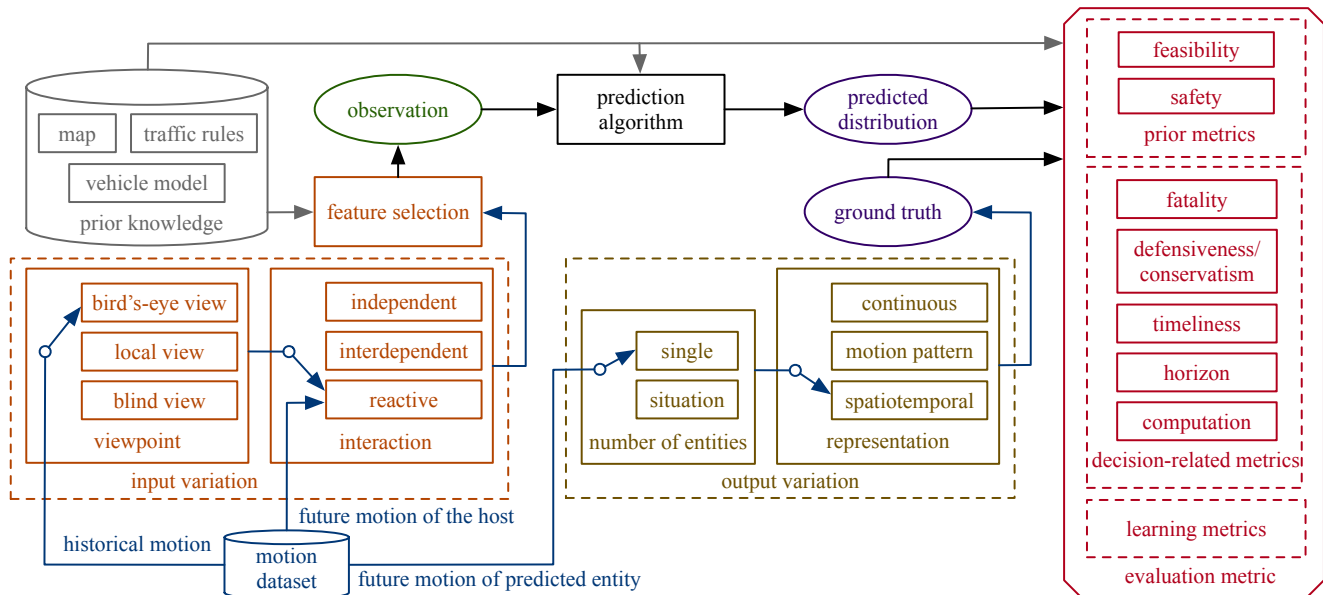 map
traffic rules
vehicle model
prior knowledge
observation
feature selection
prediction
algorithm
predicted
distribution
ground truth
bird's-eye view
local view
blind view
viewpoint
independent
interdependent
reactive
interaction
input variation
single
situation
number of entities
continuous
motion pattern
spatiotemporal
representation
output variation
historical motion
future motion of the host
motion
dataset
future motion of predicted entity
feasibility
safety
prior metrics
fatality
defensiveness/
conservatism
timeliness
horizon
computation
decision-related metrics
learning metrics
evaluation metric